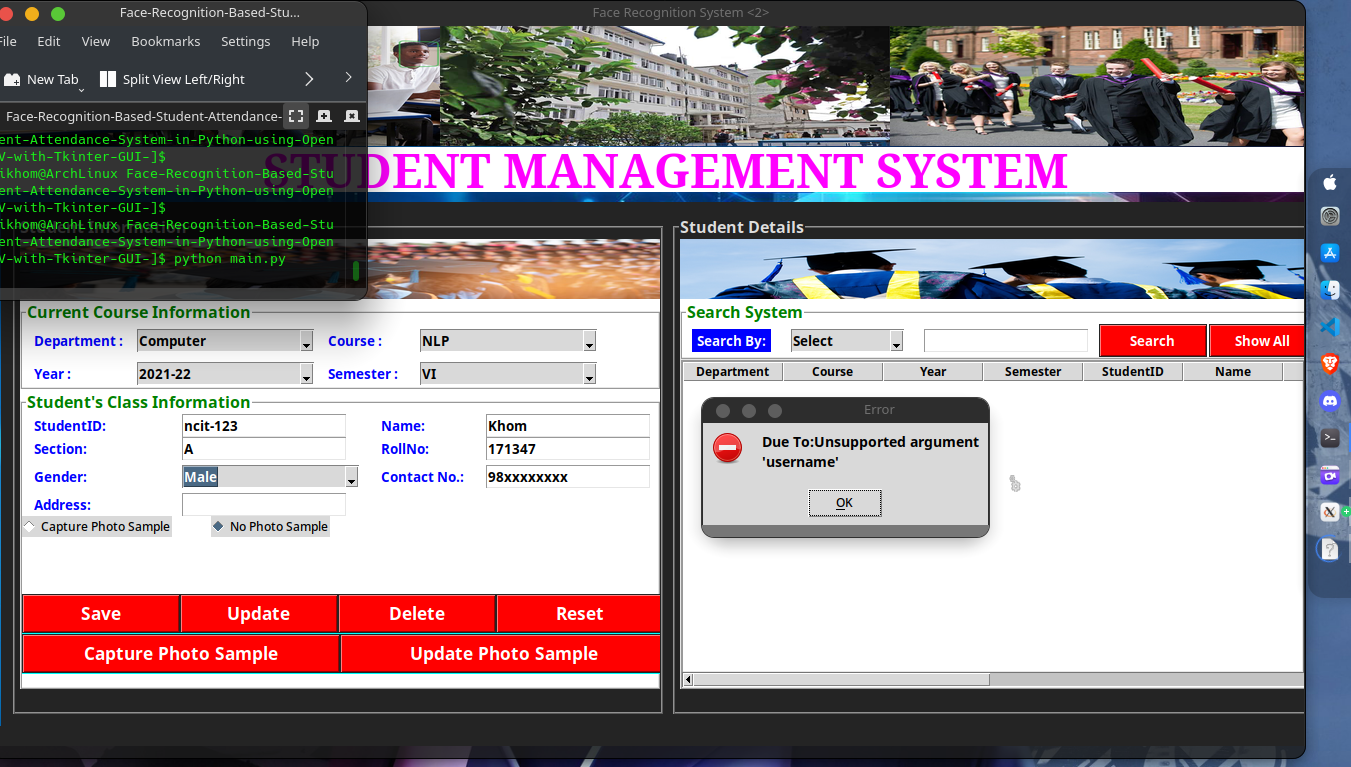 Face-Recognition-Based-Stu...
Face Recognition System <2>
File Edit View Bookmarks Settings Help
New Tab Split View Left/Right
Face-Recognition-Based-Student-Attendance-
ent-Attendance-System-in-Python-using-Open
V-with-Tkinter-GUI-]$
ikhom@ArchLinux Face-Recognition-Based-Stu
ent-Attendance-System-in-Python-using-Open
V-with-Tkinter-GUI-]$
ikhom@ArchLinux Face-Recognition-Based-Stu
ent-Attendance-System-in-Python-using-Open
V-with-Tkinter-GUI-]$ python main.py
STUDENT MANAGEMENT SYSTEM
Student Information
Current Course Information
Department : Computer Course : NLP
Year : 2021-22 Semester : VI
Student's Class Information
StudentID: ncit-123 Name: Khom
Section: A RollNo: 171347
Gender: Male Contact No.: 98xxxxxxxx
Address:
Capture Photo Sample No Photo Sample
Save Update Delete Reset
Capture Photo Sample Update Photo Sample
Student Details
Search System
Search By: Select Search Show All
Department Course Year Semester StudentID Name
Error
Due To:Unsupported argument
'username'
OK